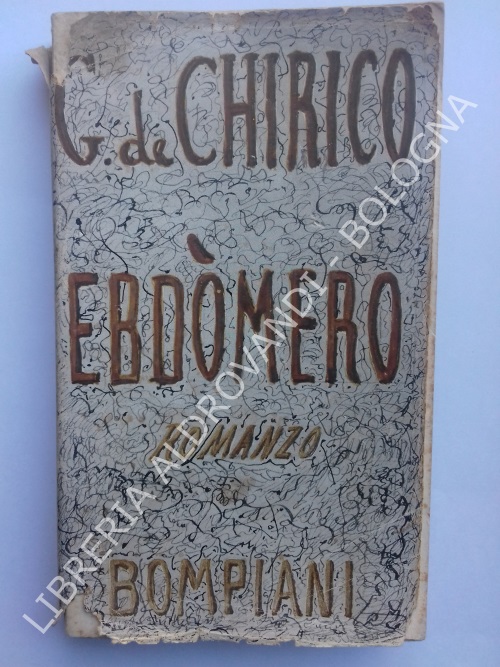 G. de CHIRICO
EBDÒMERO
ROMANZO
BOMPIANI
LIBRERIA ALDROVANDI - BOLOGNA